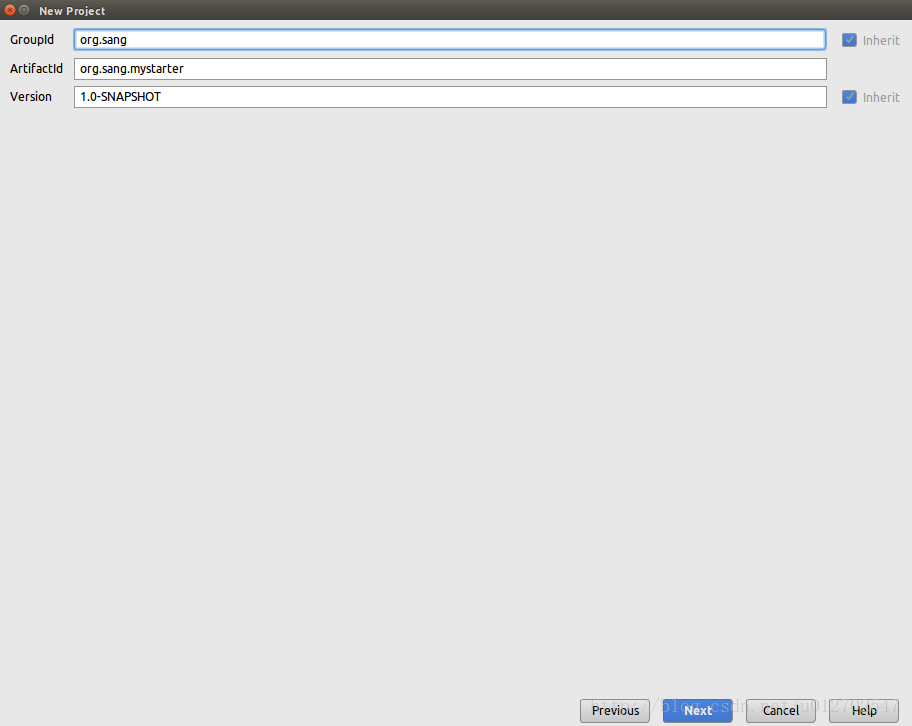 New Project
GroupId org.sang Inherit
ArtifactId org.sang.mystarter
Version 1.0-SNAPSHOT Inherit
Previous Next Cancel Help